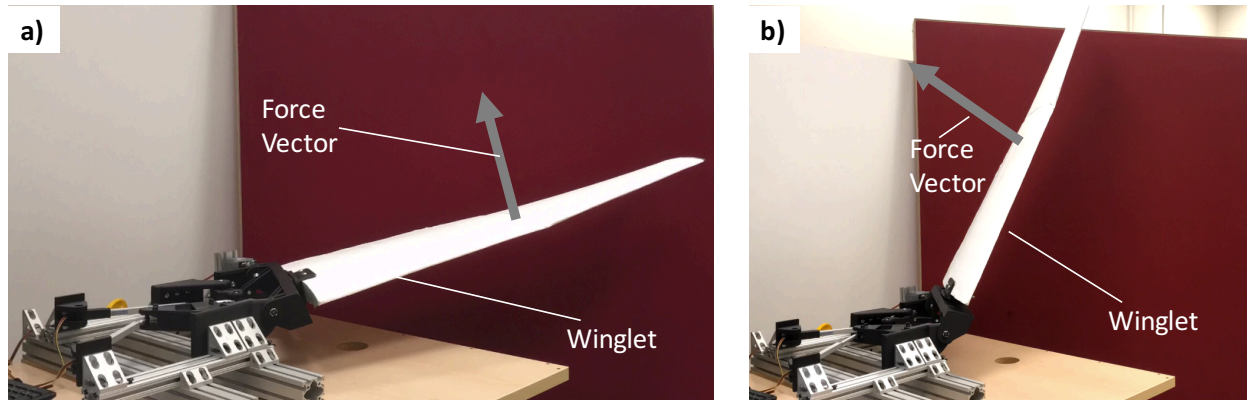 a)
Force
Vector
Winglet
b)
Force
Vector
Winglet